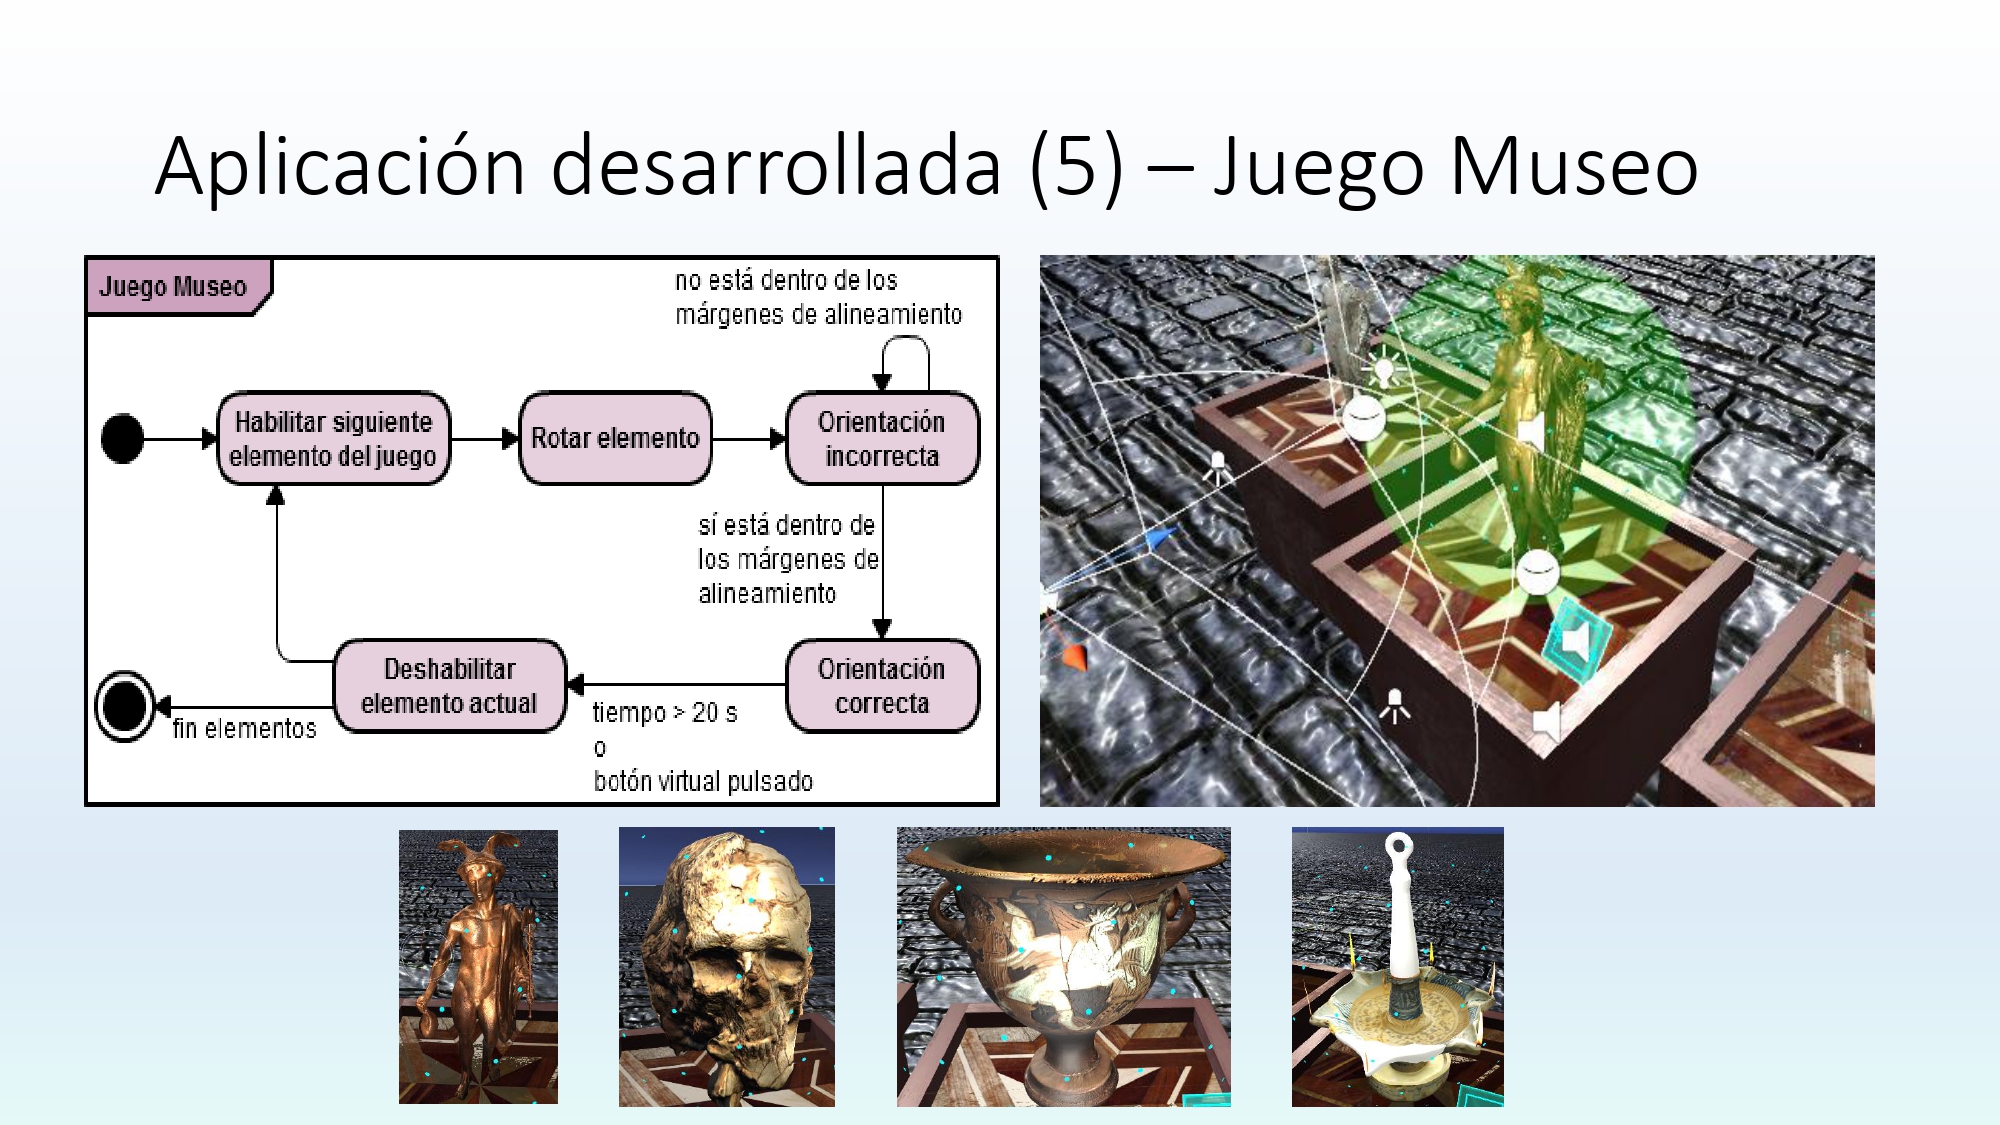 Aplicación desarrollada (5) – Juego Museo
Juego Museo
no está dentro de los
márgenes de alineamiento
Habilitar siguiente
elemento del juego
Rotar elemento
Orientación
incorrecta
sí está dentro de
los márgenes de
alineamiento
Deshabilitar
elemento actual
Orientación
correcta
fin elementos
tiempo > 20 s
o
botón virtual pulsado